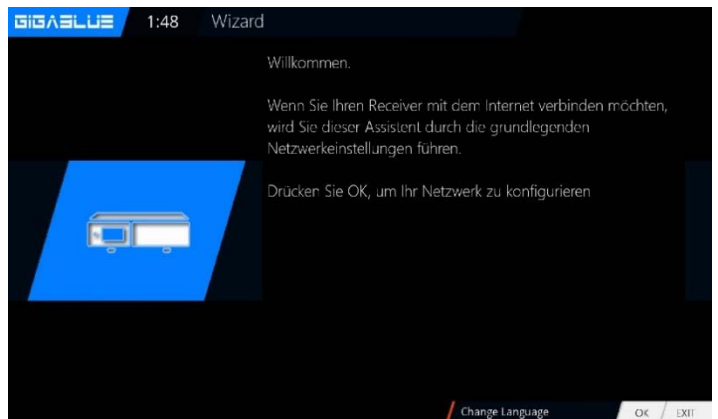 GIGABLUE 1:48 Wizard
Willkommen.
Wenn Sie Ihren Receiver mit dem Internet verbinden möchten,
wird Sie dieser Assistent durch die grundlegenden
Netzwerkeinstellungen führen.
Drücken Sie OK, um Ihr Netzwerk zu konfigurieren
Change Language OK EXIT